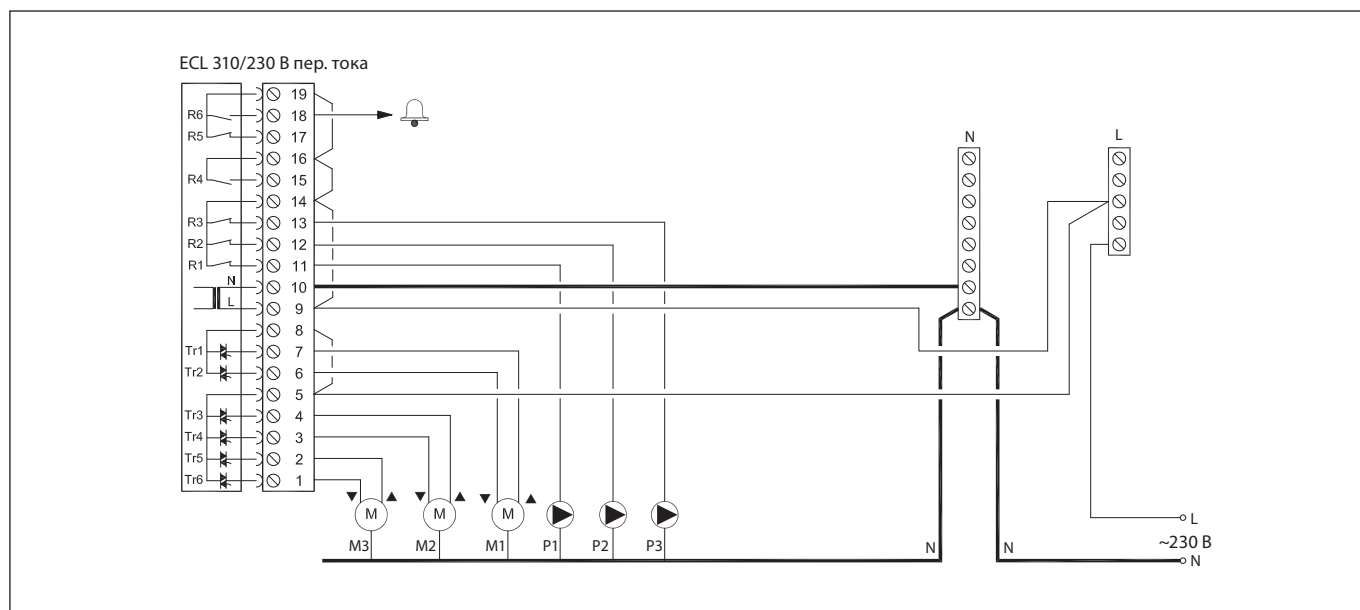 ECL 310/230 В пер. тока
19
R6 18
R5 17
16
R4 15
14
R3 13
R2 12
R1 11
N 10
L 9
8
Tr1 7
Tr2 6
5
Tr3 4
Tr4 3
Tr5 2
Tr6 1
N
L
M M M
M3 M2 M1 P1 P2 P3
N N
L
~230 В
N